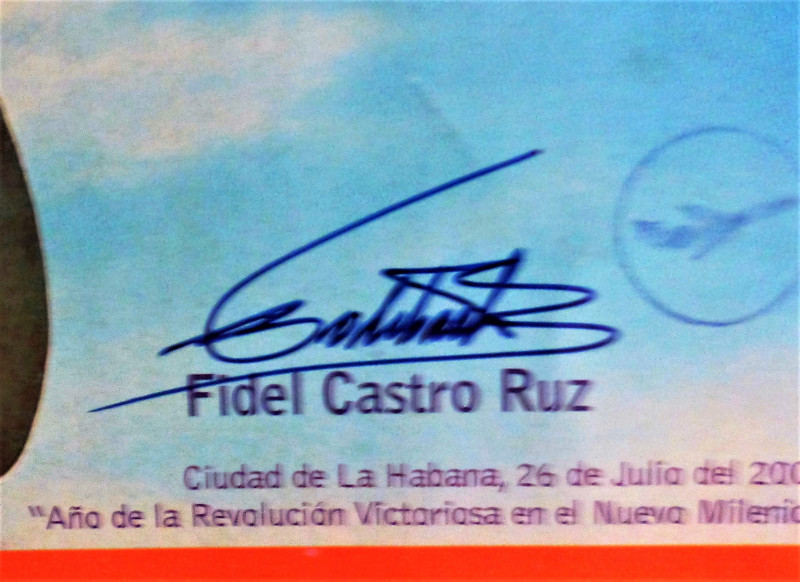 Fidel Castro Ruz
Ciudad de La Habana, 26 de Julio del 200
"Año de la Revolución Victoriosa en el Nuevo Milenio